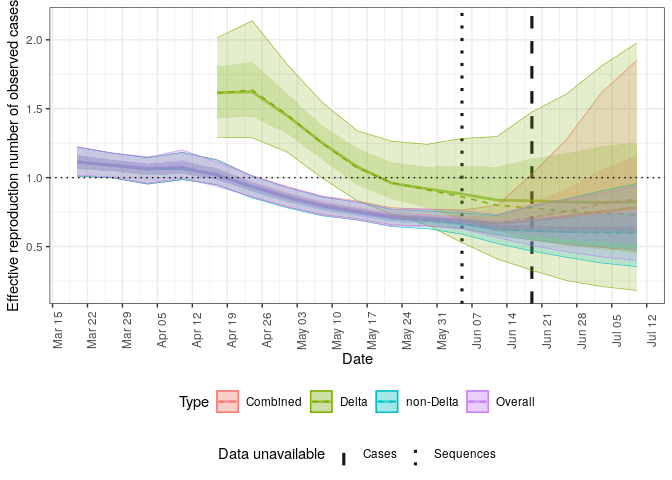 Effective reproduction number of observed cases
2.0
1.5
1.0
0.5
Mar 15
Mar 22
Mar 29
Apr 05
Apr 12
Apr 19
Apr 26
May 03
May 10
May 17
May 24
May 31
Jun 07
Jun 14
Jun 21
Jun 28
Jul 05
Jul 12
Date
Type Combined Delta non-Delta Overall
Data unavailable Cases Sequences